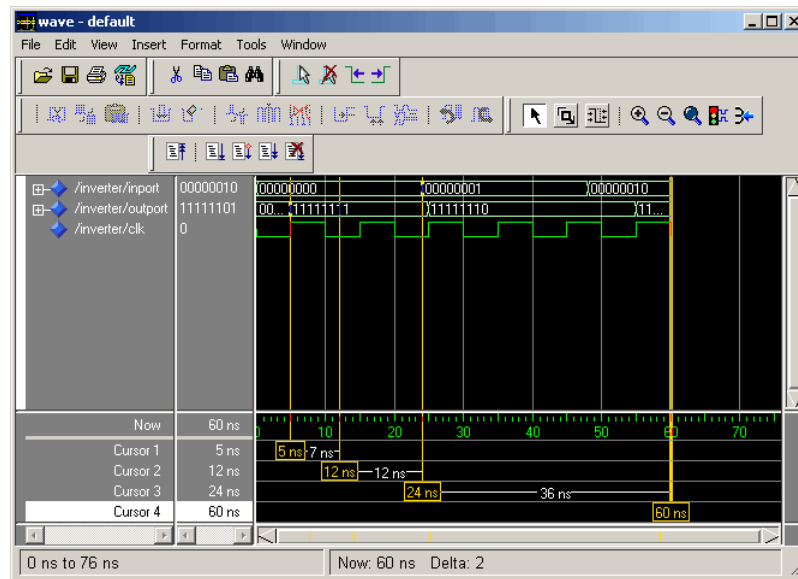 wave - default
File Edit View Insert Format Tools Window
/inverter/inport 00000010 00000000 00000001 00000010
/inverter/outport 11111101 00... 11111111 11111110 11...
/inverter/clk 0
Now 60 ns 10 20 30 40 50 60 70
Cursor 1 5 ns 5 ns 7 ns
Cursor 2 12 ns 12 ns 12 ns
Cursor 3 24 ns 24 ns 36 ns
Cursor 4 60 ns 60 ns
0 ns to 76 ns Now: 60 ns Delta: 2